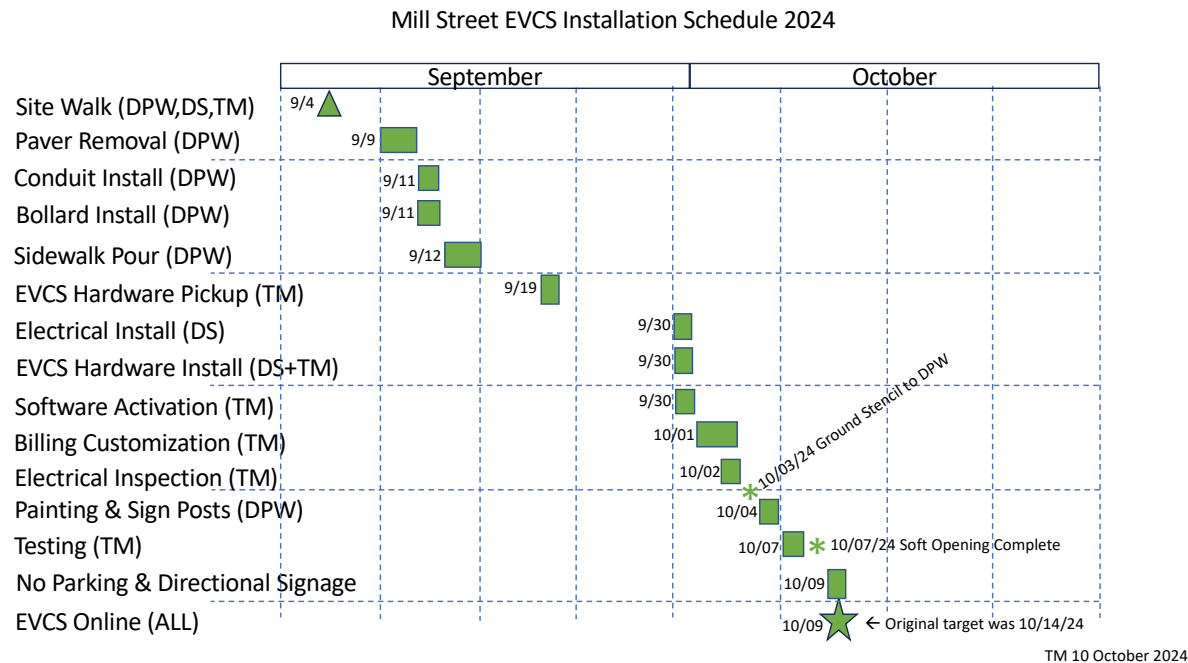 Mill Street EVCS Installation Schedule 2024
September October
Site Walk (DPW,DS,TM) 9/4
Paver Removal (DPW) 9/9
Conduit Install (DPW) 9/11
Bollard Install (DPW) 9/11
Sidewalk Pour (DPW) 9/12
EVCS Hardware Pickup (TM) 9/19
Electrical Install (DS) 9/30
EVCS Hardware Install (DS+TM) 9/30
Software Activation (TM) 9/30
Billing Customization (TM) 10/01
Electrical Inspection (TM) 10/02
* 10/03/24 Ground Stencil to DPW
Painting & Sign Posts (DPW) 10/04
Testing (TM) 10/07 * 10/07/24 Soft Opening Complete
No Parking & Directional Signage 10/09
EVCS Online (ALL) 10/09 ← Original target was 10/14/24
TM 10 October 2024